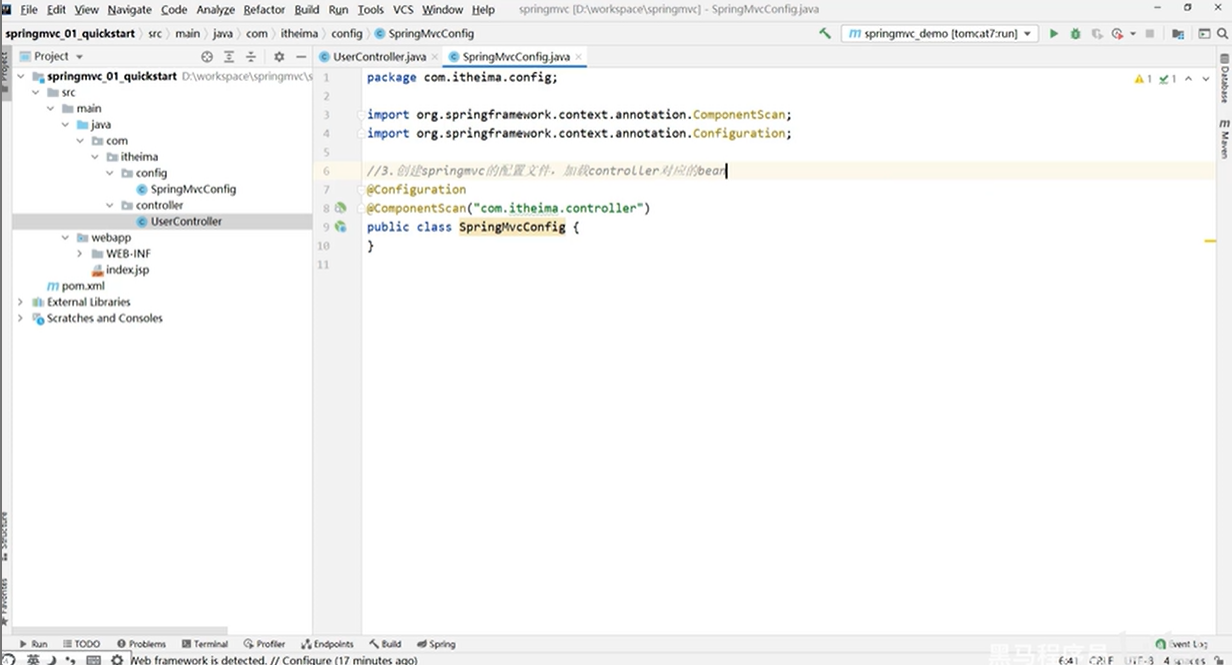 File Edit View Navigate Code Analyze Refactor Build Run Tools VCS Window Help springmvc [D:\workspace\springmvc] - SpringMvcConfig.java
springmvc_01_quickstart src main java com itheima config SpringMvcConfig springmvc_demo [tomcat7:run]
Project UserController.java SpringMvcConfig.java
springmvc_01_quickstart D:\workspace\springmvc\s
src
main
java
com
itheima
config
SpringMvcConfig
controller
UserController
webapp
WEB-INF
index.jsp
pom.xml
External Libraries
Scratches and Consoles
1 package com.itheima.config;
2
3 import org.springframework.context.annotation.ComponentScan;
4 import org.springframework.context.annotation.Configuration;
5
6 //3.创建springmvc的配置文件，加载controller对应的bean
7 @Configuration
8 @ComponentScan("com.itheima.controller")
9 public class SpringMvcConfig {
10 }
11
1 1
Project
Structure
Favorites
Database
Maven
Run TODO Problems Terminal Profiler Endpoints Build Spring Event Log
英 Web framework is detected. // Configure (17 minutes ago) 6:41 CRLF UTF-8 4 spaces
黑马程序员